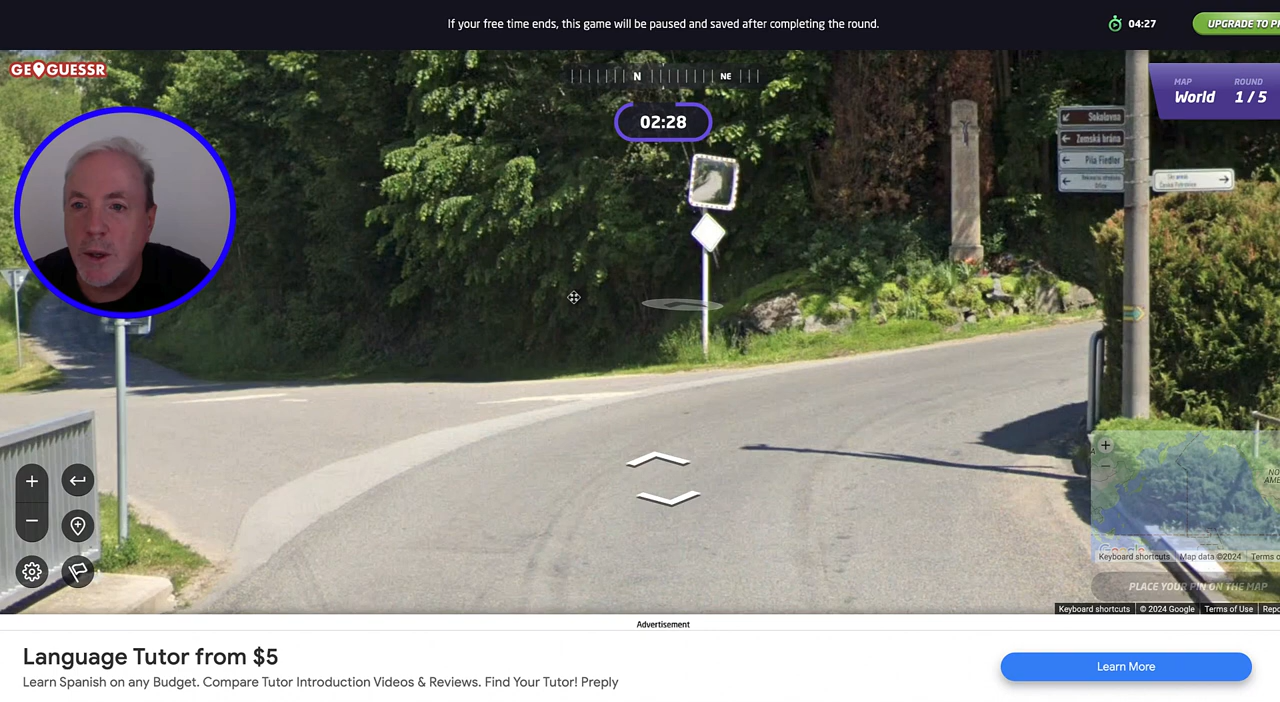 If your free time ends, this game will be paused and saved after completing the round.
04:27
UPGRADE TO
GEOGUESSR
N
NE
02:28
MAP
World
ROUND
1 / 5
Sokolovna
Zemská brána
Pila Fiedler
Keyboard shortcuts
Map data ©2024
Terms
PLACE YOUR PIN ON THE MAP
Keyboard shortcuts
© 2024 Google
Terms of Use
Advertisement
Language Tutor from $5
Learn Spanish on any Budget. Compare Tutor Introduction Videos & Reviews. Find Your Tutor! Preply
Learn More